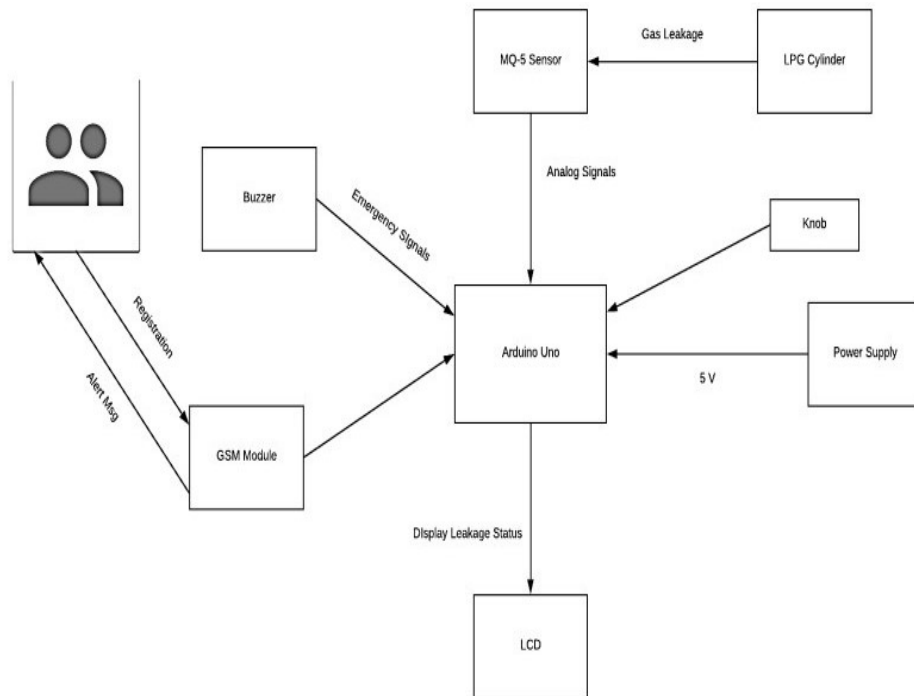 Gas Leakage
MQ-5 Sensor
LPG Cylinder
Analog Signals
Buzzer
Emergency SIgnals
Knob
Registration
Arduino Uno
Power Supply
5 V
Alert Msg
GSM Module
DIsplay Leakage Status
LCD